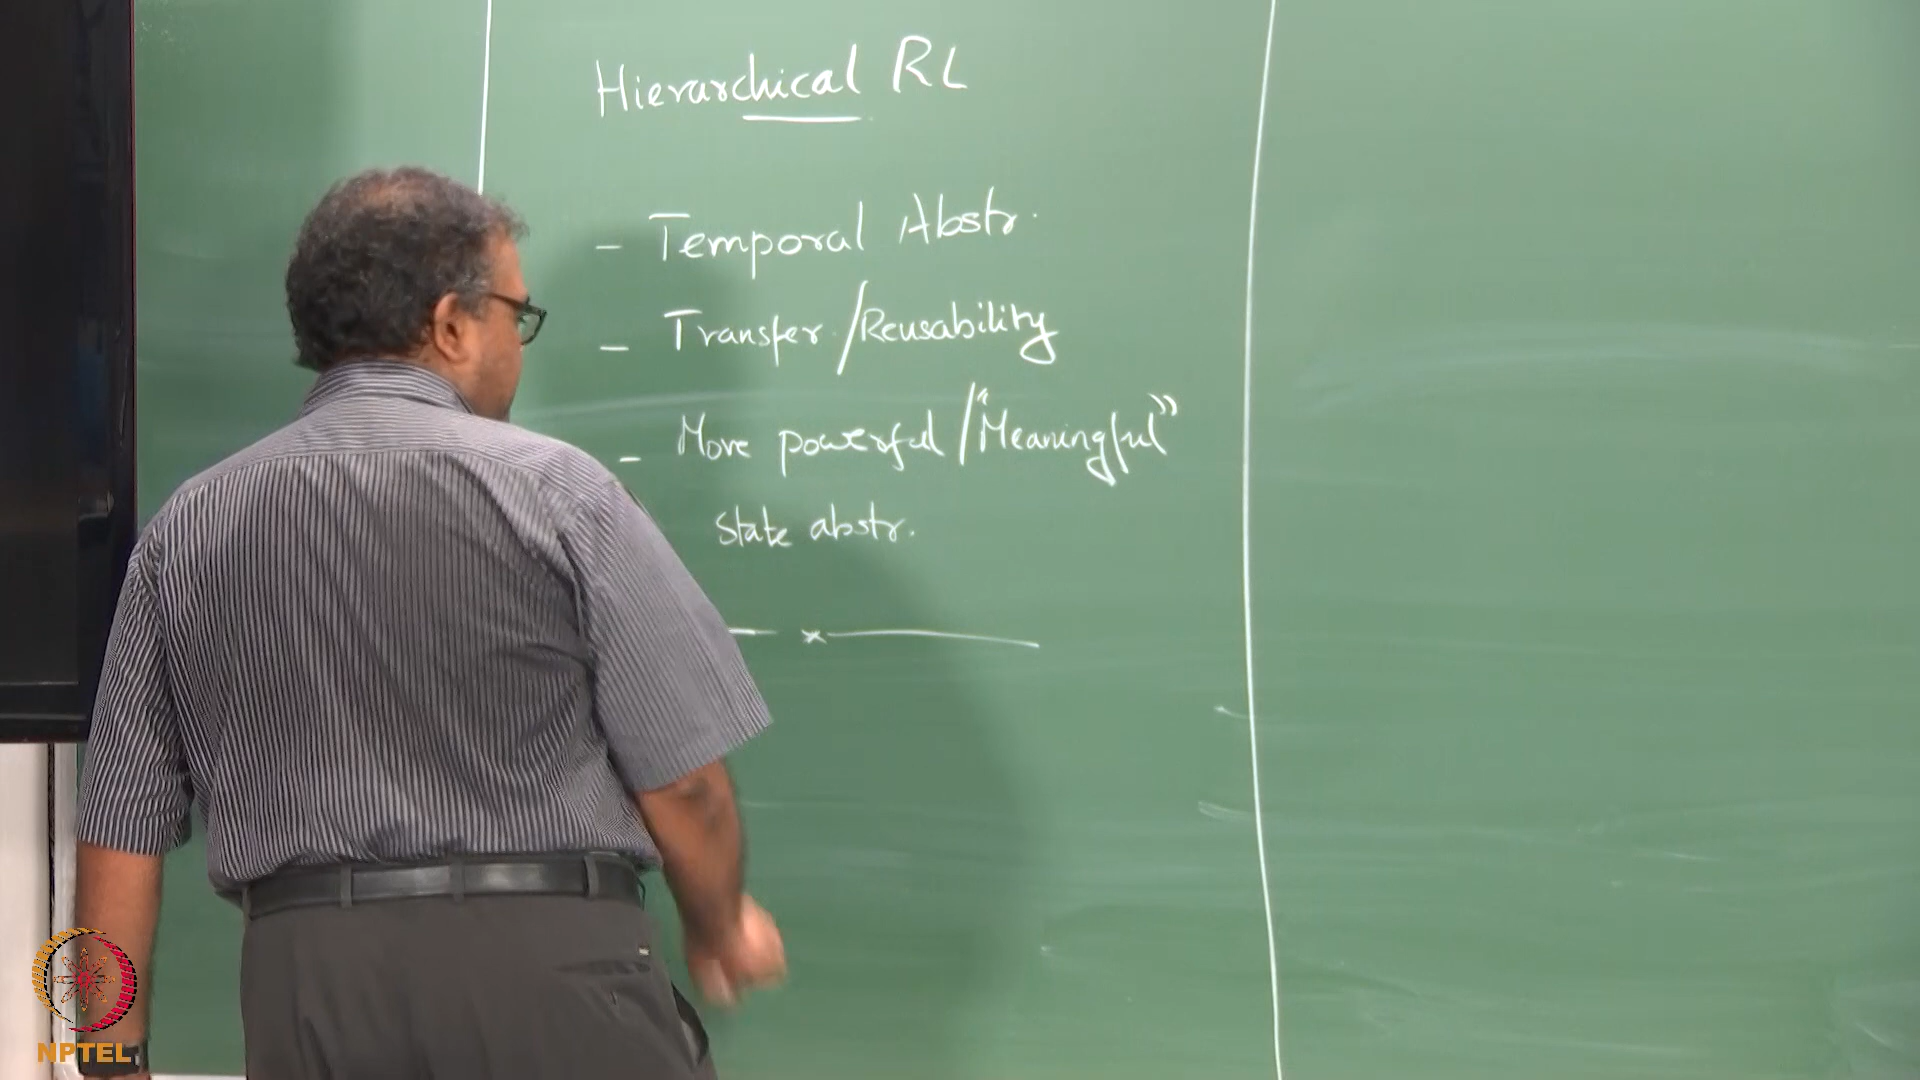 Hierarchical RL
- Temporal Abstr.
- Transfer/Reusability
- More powerful/"Meaningful"
State abstr.
NPTEL